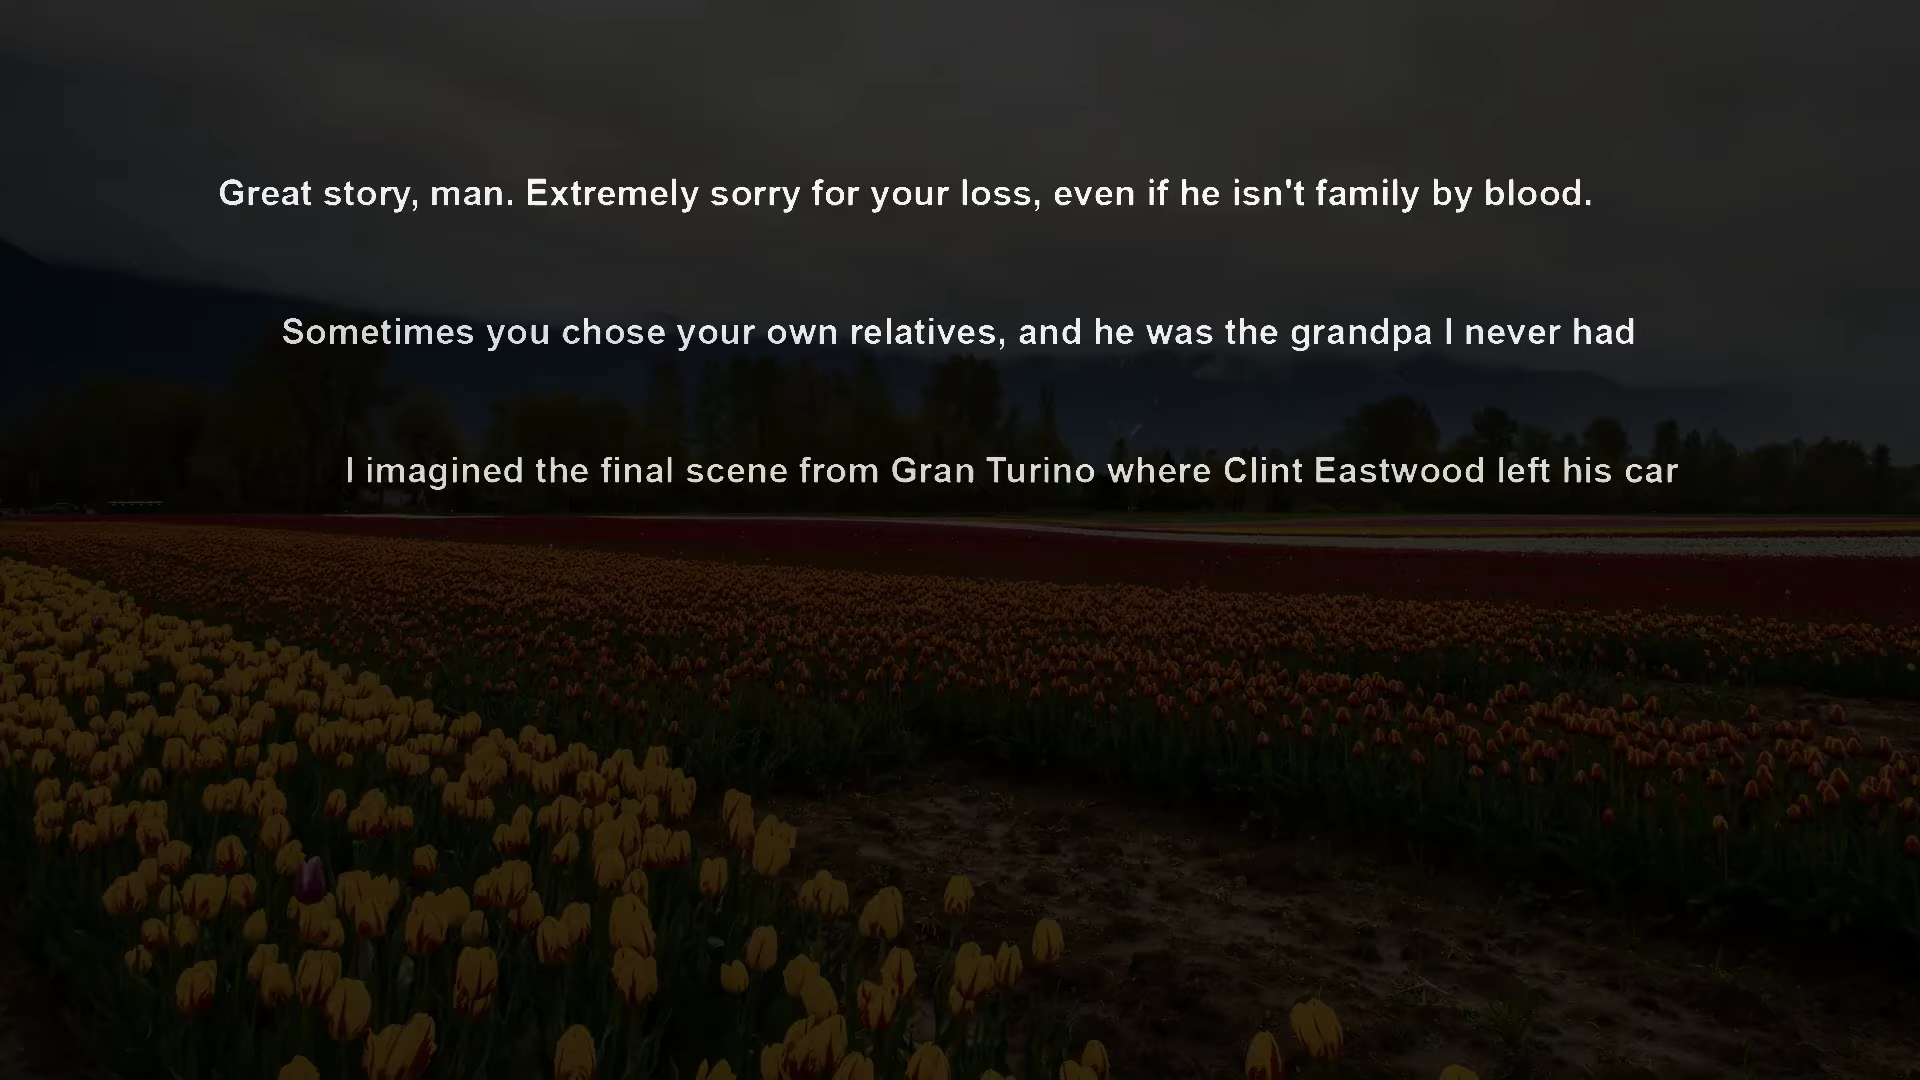 Great story, man. Extremely sorry for your loss, even if he isn't family by blood.
Sometimes you chose your own relatives, and he was the grandpa I never had
I imagined the final scene from Gran Turino where Clint Eastwood left his car